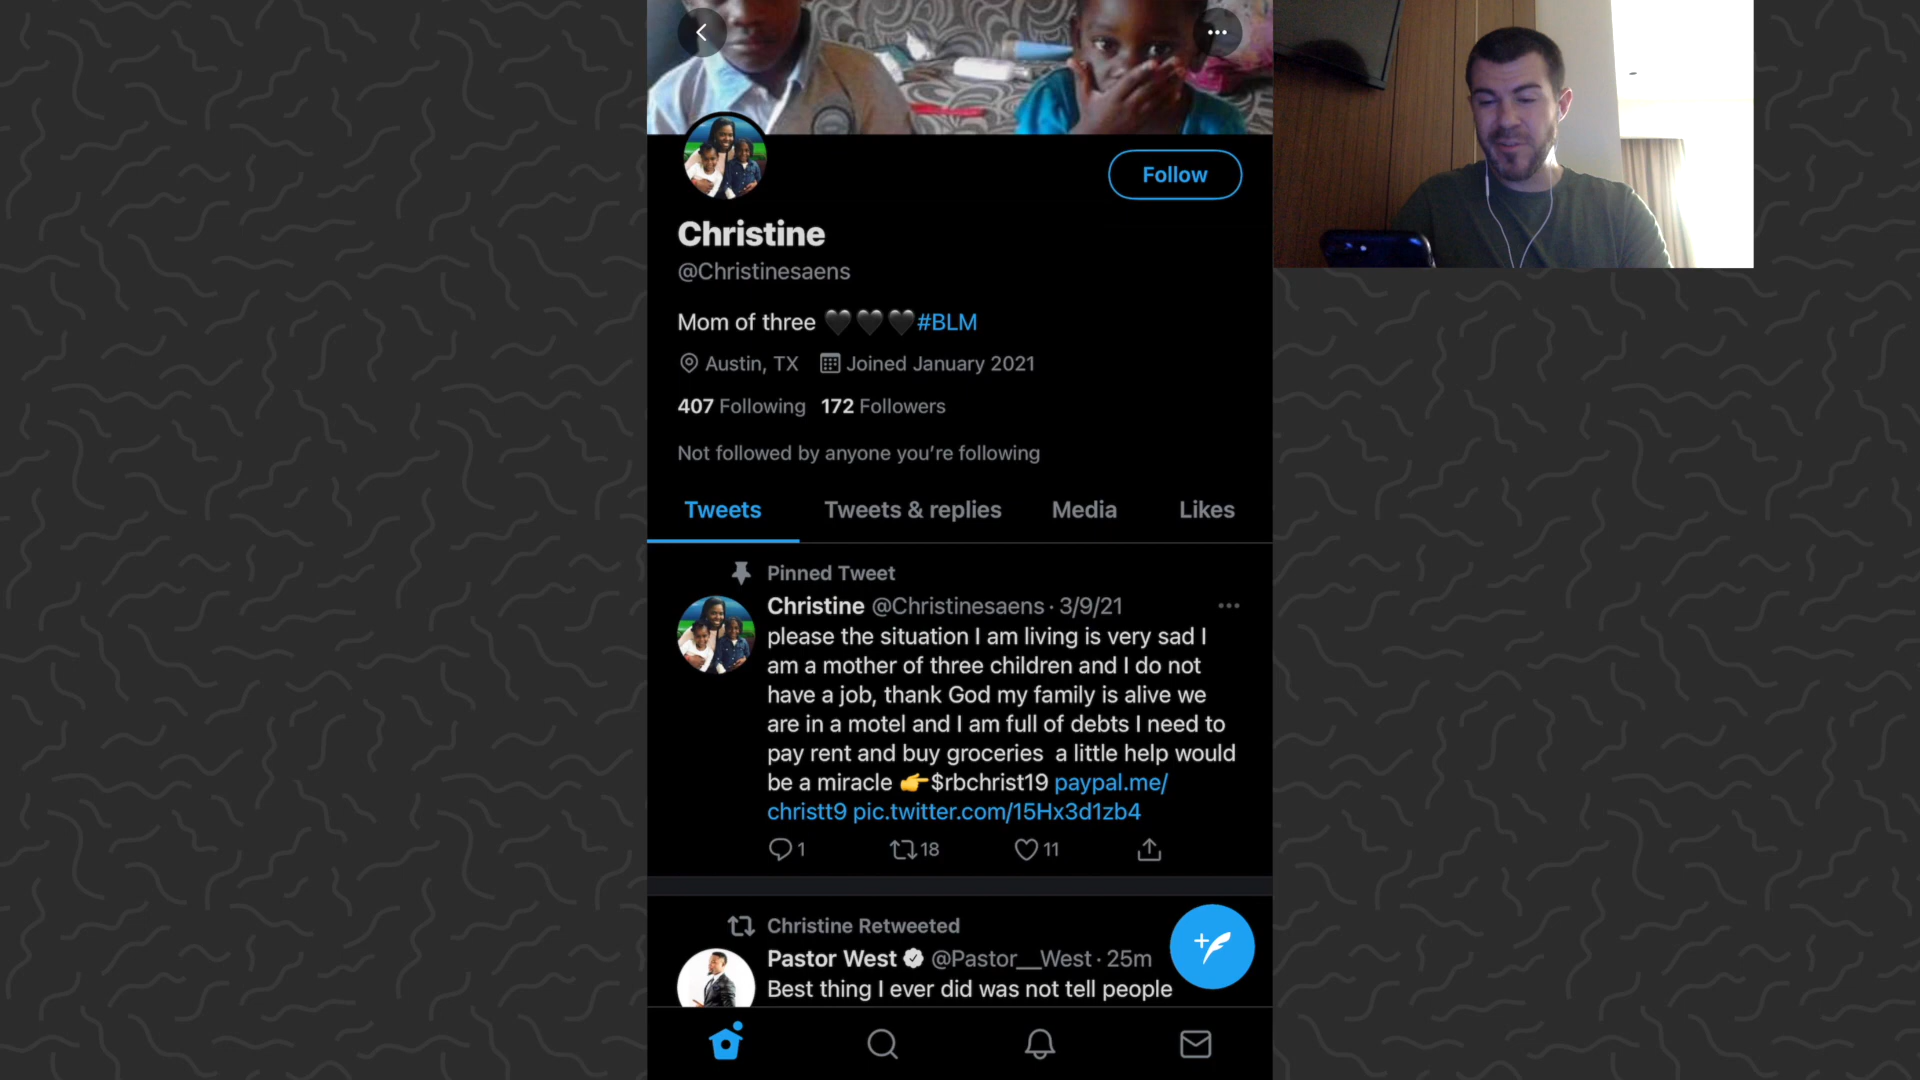 Follow
Christine
@Christinesaens
Mom of three 🖤🖤🖤#BLM
Austin, TX Joined January 2021
407 Following 172 Followers
Not followed by anyone you're following
Tweets Tweets & replies Media Likes
Pinned Tweet
Christine @Christinesaens · 3/9/21
please the situation I am living is very sad I
am a mother of three children and I do not
have a job, thank God my family is alive we
are in a motel and I am full of debts I need to
pay rent and buy groceries  a little help would
be a miracle 👉$rbchrist19 paypal.me/
christt9 pic.twitter.com/15Hx3d1zb4
1 18 11
Christine Retweeted
Pastor West @Pastor__West · 25m
Best thing I ever did was not tell people